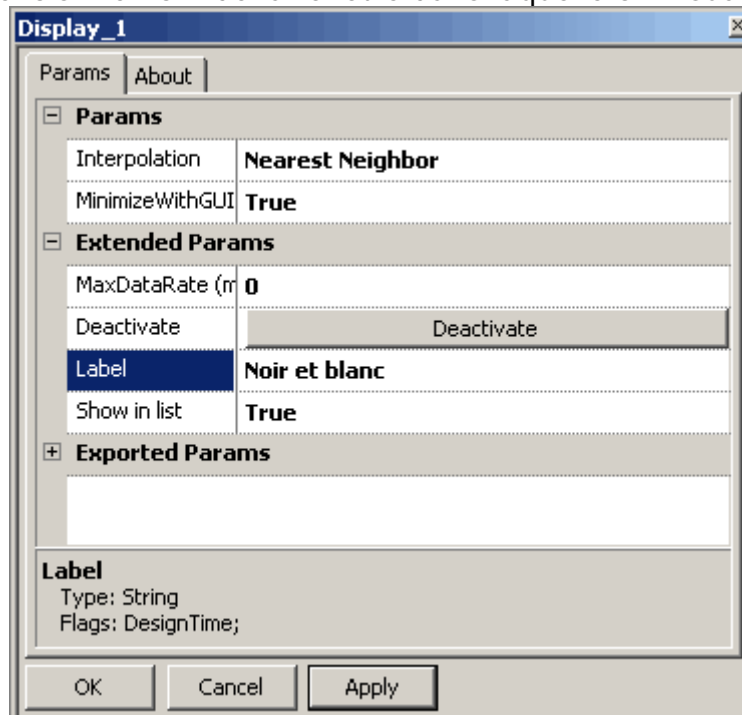 Display_1
Params About
Params
Interpolation Nearest Neighbor
MinimizeWithGUI True
Extended Params
MaxDataRate (m 0
Deactivate Deactivate
Label Noir et blanc
Show in list True
Exported Params
Label
Type: String
Flags: DesignTime;
OK Cancel Apply